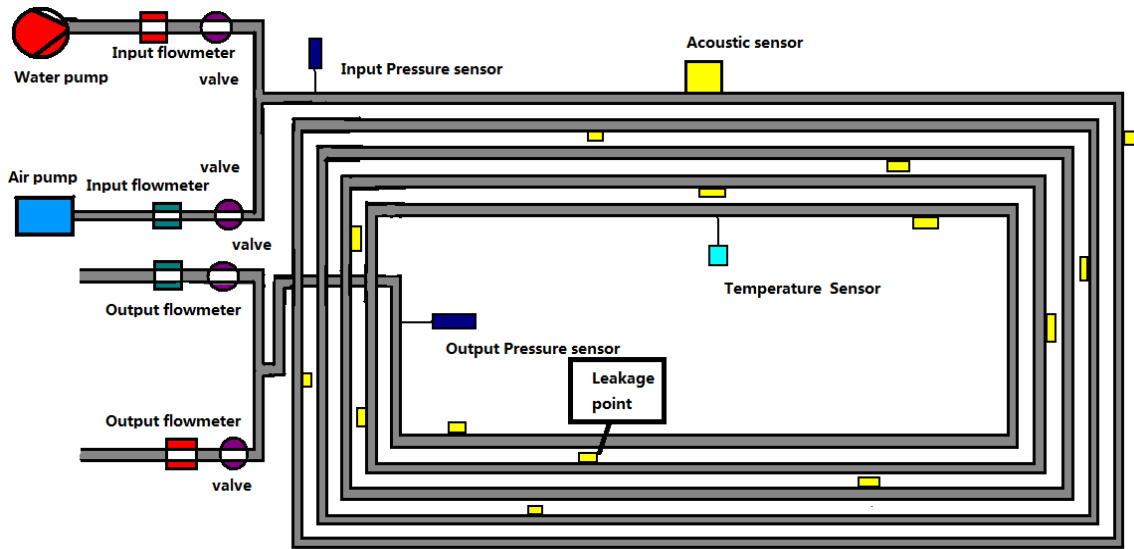 Acoustic sensor
Input flowmeter
Water pump
valve
Input Pressure sensor
valve
Air pump
Input flowmeter
valve
Temperature Sensor
Output flowmeter
Output Pressure sensor
Leakage
point
Output flowmeter
valve